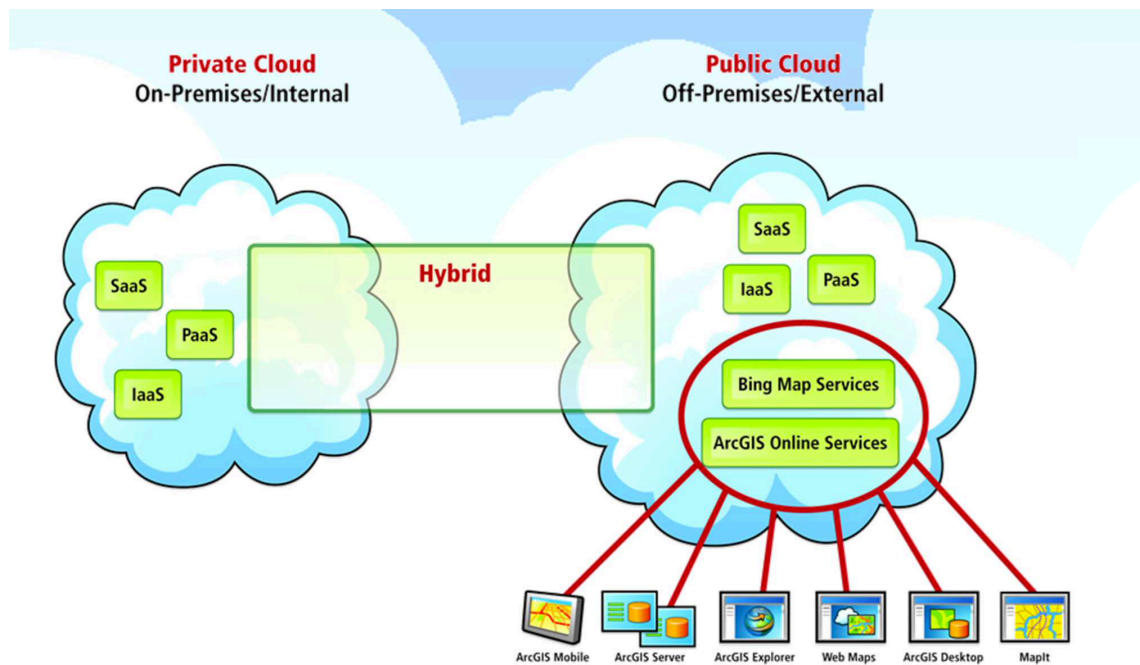 Private Cloud
On-Premises/Internal
Public Cloud
Off-Premises/External
Hybrid
SaaS
PaaS
IaaS
SaaS
IaaS
PaaS
Bing Map Services
ArcGIS Online Services
ArcGIS Mobile
ArcGIS Server
ArcGIS Explorer
Web Maps
ArcGIS Desktop
MapIt